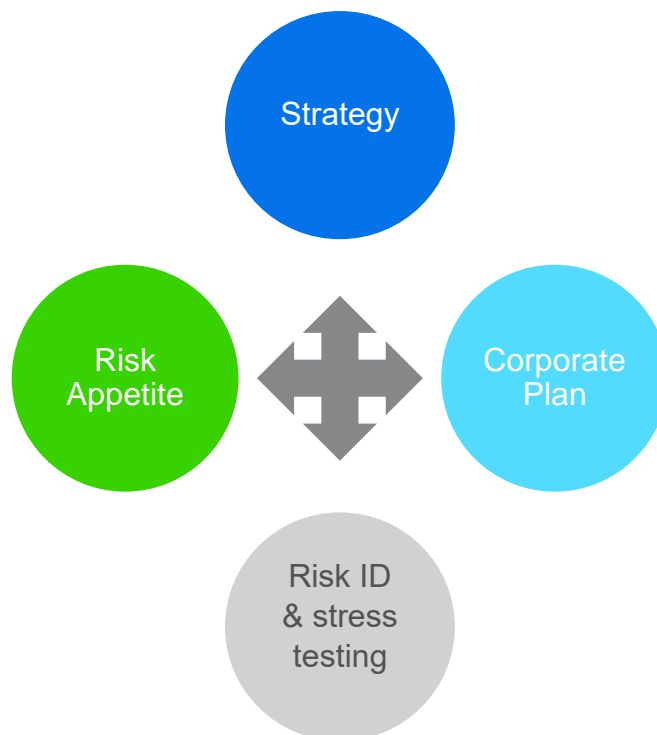 Strategy
Risk
Appetite
Corporate
Plan
Risk ID
& stress
testing